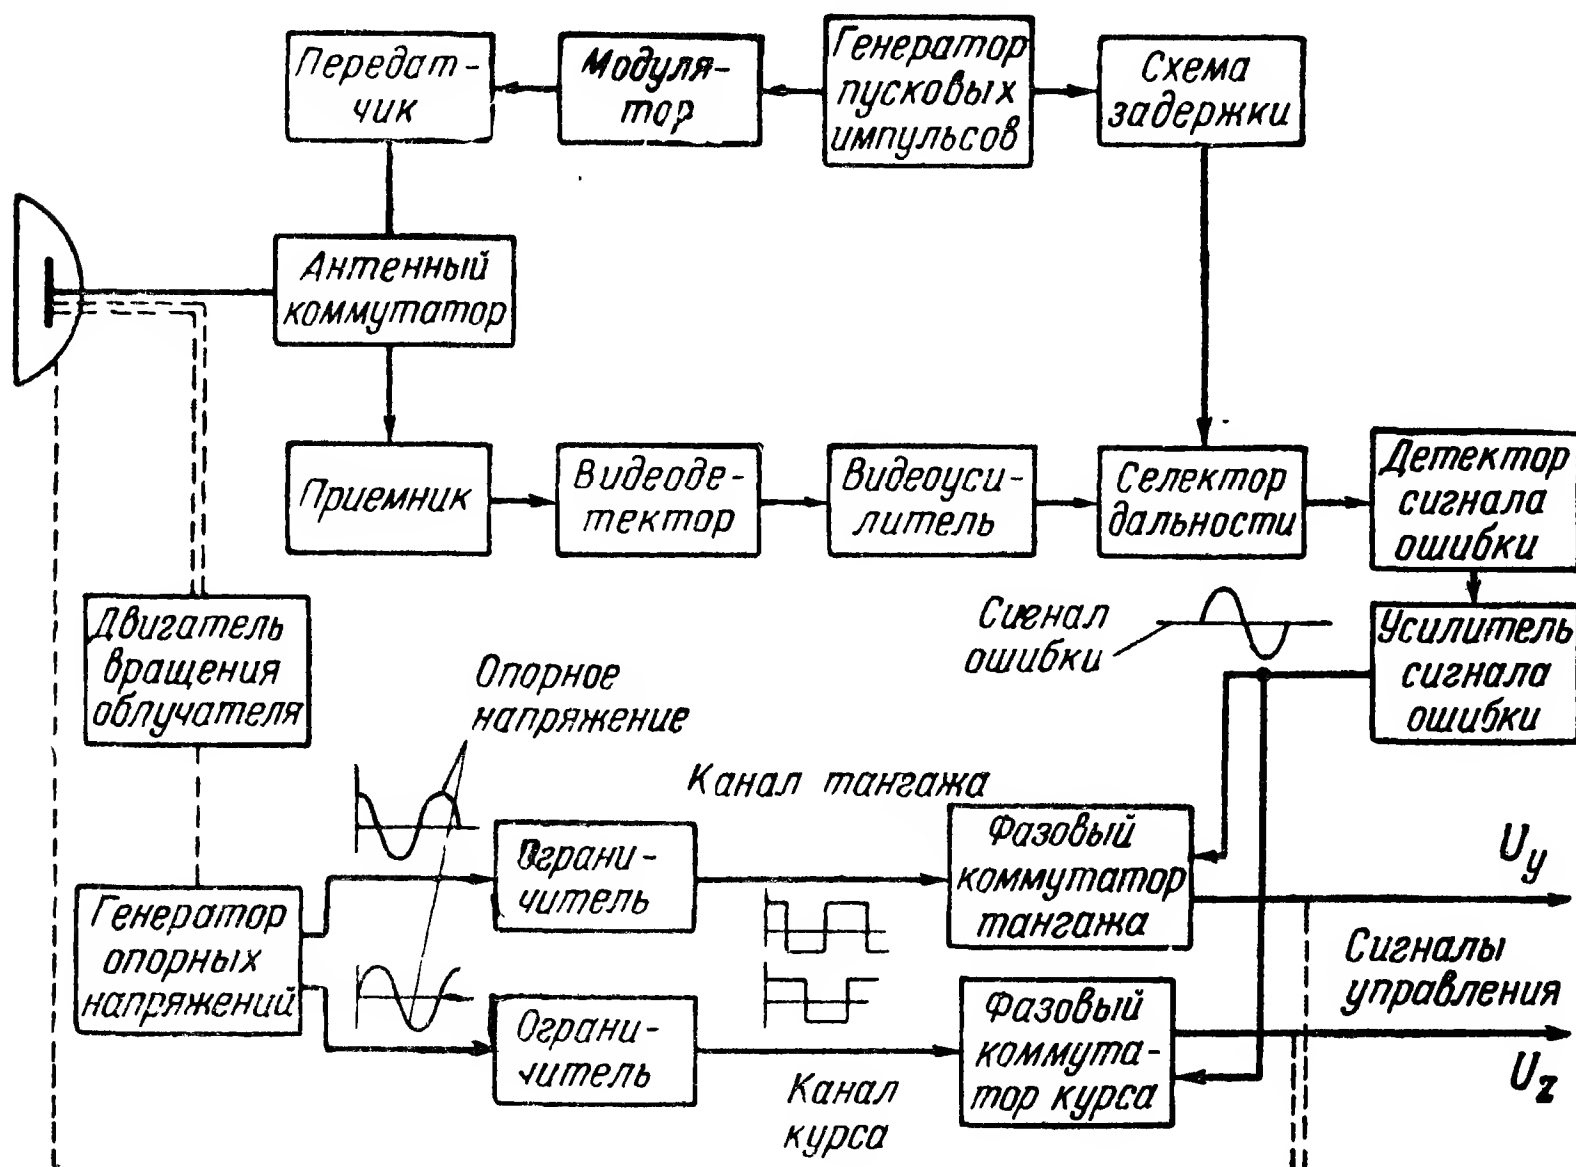 Передат-
чик
Модуля-
тор
Генератор
пусковых
импульсов
Схема
задержки
Антенный
коммутатор
Приемник
Видеоде-
тектор
Видеоуси-
литель
Селектор
дальности
Детектор
сигнала
ошибки
Двигатель
вращения
облучателя
Опорное
напряжение
Сигнал
ошибки
Усилитель
сигнала
ошибки
Канал тангажа
Ограни-
читель
Фазовый
коммутатор
тангажа
Uy
Генератор
опорных
напряжений
Сигналы
управления
Ограни-
читель
Фазовый
коммута-
тор курса
Uz
Канал
курса